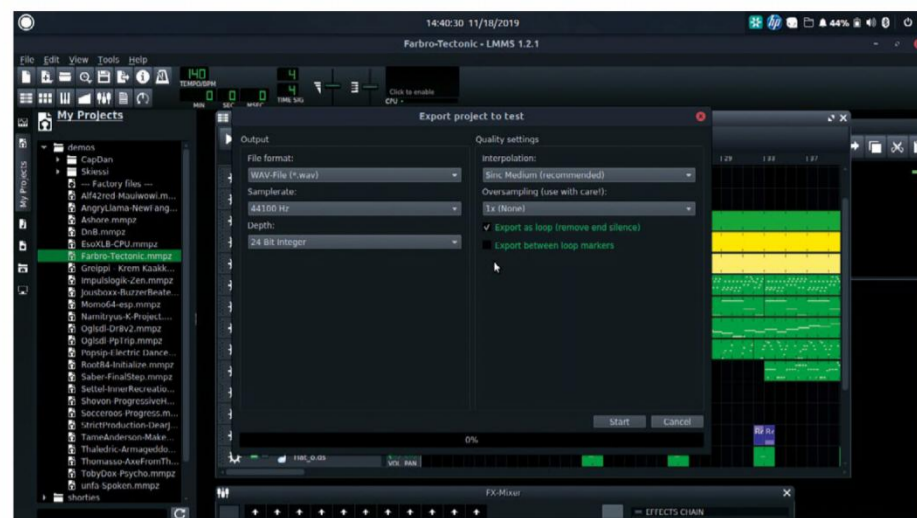 14:40:30 11/18/2019
44%
Farbro-Tectonic - LMMS 1.2.1
File Edit View Tools Help
140
TEMPO/BPM
4
4
TIME SIG
0 0 0
MIN SEC MSEC
Click to enable
CPU
My Projects
My Projects
demos
CapDan
Skiessi
--- Factory files ---
Alf42red-Mauiwowi.m...
AngryLlama-NewFang...
Ashore.mmpz
DnB.mmpz
EsoXLB-CPU.mmpz
Farbro-Tectonic.mmpz
Greippi - Krem Kaakk...
Impulslogik-Zen.mmpz
Jousboxx-BuzzerBeate...
Momo64-esp.mmpz
Namitryus-K-Project....
Oglsdl-Dr8v2.mmpz
Oglsdl-PpTrip.mmpz
Popsip-Electric Dance...
Root84-Initialize.mmpz
Saber-FinalStep.mmpz
Settel-InnerRecreatio...
Shovon-ProgressiveH...
Socceroos-Progress.m...
StrictProduction-DearJ...
TameAnderson-Make...
Thaledric-Armageddo...
Thomasso-AxeFromTh...
TobyDox-Psycho.mmpz
unfa-Spoken.mmpz
shorties
Export project to test
Output
File format:
WAV-File (*.wav)
Samplerate:
44100 Hz
Depth:
24 Bit Integer
Quality settings
Interpolation:
Sinc Medium (recommended)
Oversampling (use with care!):
1x (None)
Export as loop (remove end silence)
Export between loop markers
Start Cancel
0%
129 133 137
hat_o.ds
VOL PAN
FX-Mixer
EFFECTS CHAIN